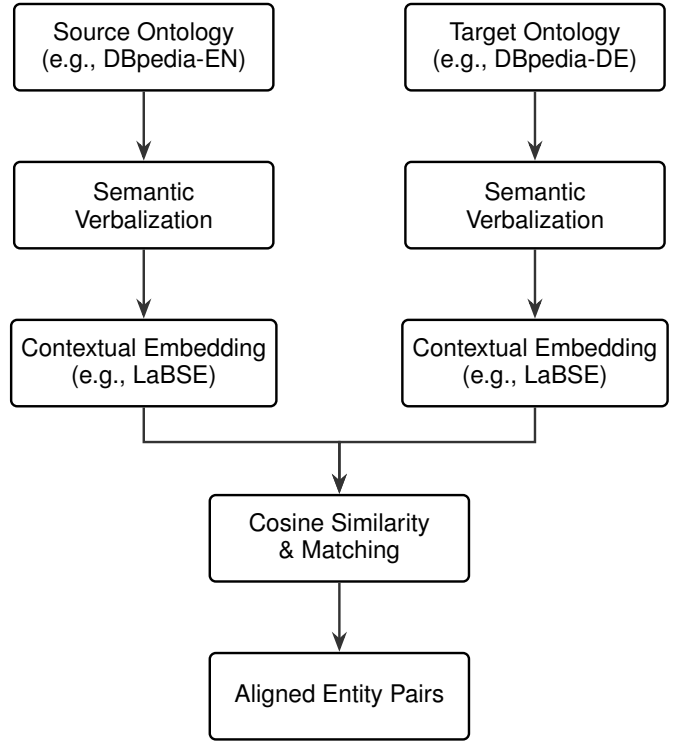 Source Ontology
(e.g., DBpedia-EN)
Target Ontology
(e.g., DBpedia-DE)
Semantic
Verbalization
Semantic
Verbalization
Contextual Embedding
(e.g., LaBSE)
Contextual Embedding
(e.g., LaBSE)
Cosine Similarity
& Matching
Aligned Entity Pairs